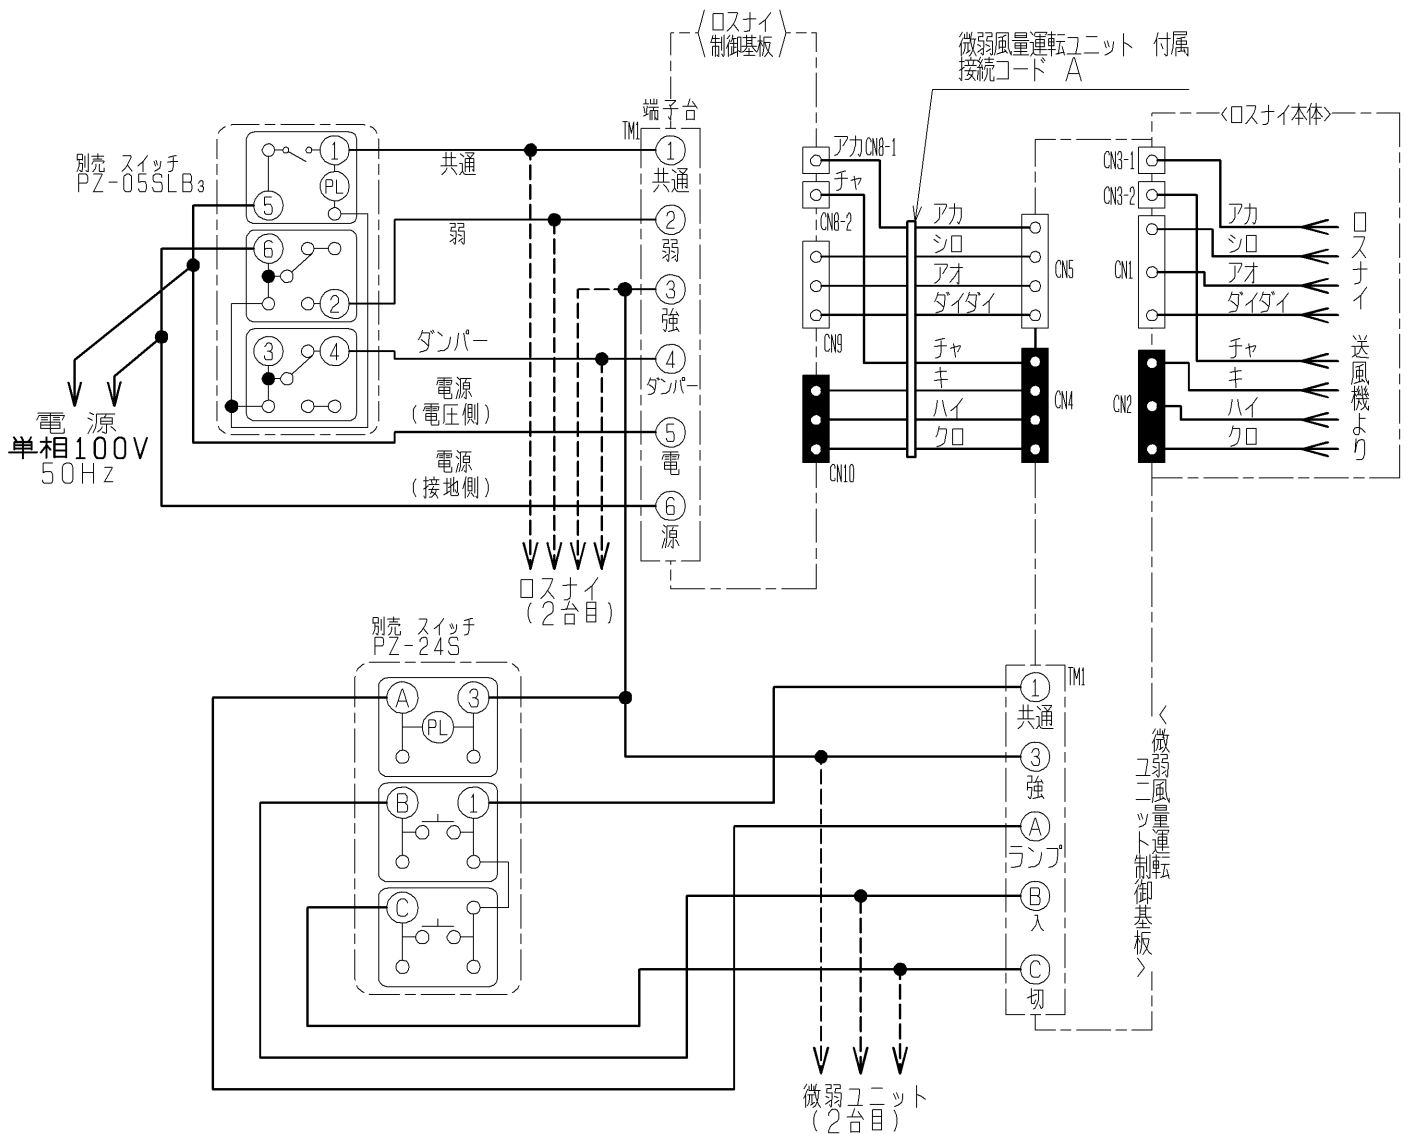 〈ロスナイ
制御基板〉
微弱風量運転ユニット 付属
接続コード A
端子台
TM1
<ロスナイ本体>
別売 スイッチ
PZ-05SLB3
1
PL
5
6
2
3
4
共通
弱
ダンパー
電源
(電圧側)
電源
(接地側)
電 源
単相100V
50Hz
1
共通
2
弱
3
強
4
ダンパー
5
電
6
源
アカ CN8-1
チャ
CN8-2
CN9
CN10
アカ
シロ
アオ
ダイダイ
チャ
キ
ハイ
クロ
CN5
CN4
CN3-1
CN3-2
CN1
CN2
アカ
シロ
アオ
ダイダイ
チャ
キ
ハイ
クロ
ロスナイ 送風機より
ロスナイ
(2台目)
別売 スイッチ
PZ-24S
A
3
PL
B
1
C
TM1
1
共通
3
強
A
ランプ
B
入
C
切
〈微弱風量運転
ユニット制御基板〉
微弱ユニット
(2台目)